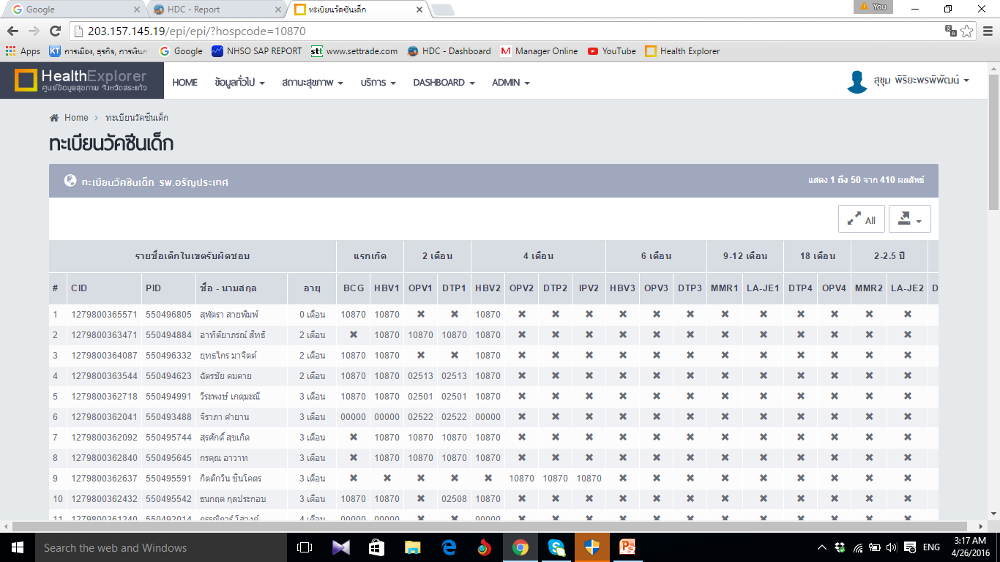 Google
HDC - Report
ทะเบียนวัคซีนเด็ก
You
203.157.145.19/epi/epi/?hospcode=10870
Apps
การเมือง, ธุรกิจ, การเงินกา
Google
NHSO SAP REPORT
www.settrade.com
HDC - Dashboard
Manager Online
YouTube
Health Explorer
HealthExplorer
ศูนย์ข้อมูลสุขภาพ จังหวัดสระแก้ว
HOME
ข้อมูลทั่วไป
สถานะสุขภาพ
บริการ
DASHBOARD
ADMIN
สุขุม พิริยะพรพิพัฒน์
Home > ทะเบียนวัคซีนเด็ก
ทะเบียนวัคซีนเด็ก
ทะเบียนวัคซีนเด็ก รพ.อรัญประเทศ
แสดง 1 ถึง 50 จาก 410 ผลลัพธ์
All
รายชื่อเด็กในเขตรับผิดชอบ แรกเกิด 2 เดือน 4 เดือน 6 เดือน 9-12 เดือน 18 เดือน 2-2.5 ปี
# CID PID ชื่อ - นามสกุล อายุ BCG HBV1 OPV1 DTP1 HBV2 OPV2 DTP2 IPV2 HBV3 OPV3 DTP3 MMR1 LA-JE1 DTP4 OPV4 MMR2 LA-JE2 D
1 1279800365571 550496805 สุพัตรา สายพิมพ์ 0 เดือน 10870 10870 ✖ ✖ 10870 ✖ ✖ ✖ ✖ ✖ ✖ ✖ ✖ ✖ ✖ ✖ ✖
2 1279800363471 550494884 อาทิติยาภรณ์ สิทธิ 2 เดือน ✖ 10870 10870 10870 10870 ✖ ✖ ✖ ✖ ✖ ✖ ✖ ✖ ✖ ✖ ✖ ✖
3 1279800364087 550496332 ยุทธไกร มาจิตต์ 2 เดือน 10870 10870 ✖ ✖ 10870 ✖ ✖ ✖ ✖ ✖ ✖ ✖ ✖ ✖ ✖ ✖ ✖
4 1279800363544 550494623 ฉัตรชัย คมคาย 2 เดือน 10870 10870 02513 02513 10870 ✖ ✖ ✖ ✖ ✖ ✖ ✖ ✖ ✖ ✖ ✖ ✖
5 1279800362718 550494991 วีระพงษ์ เกตุมะณี 3 เดือน 10870 10870 02501 02501 10870 ✖ ✖ ✖ ✖ ✖ ✖ ✖ ✖ ✖ ✖ ✖ ✖
6 1279800362041 550493488 จิราภา คำยาน 3 เดือน 00000 00000 02522 02522 00000 ✖ ✖ ✖ ✖ ✖ ✖ ✖ ✖ ✖ ✖ ✖ ✖
7 1279800362092 550495744 สุรศักดิ์ สุขเกิด 3 เดือน ✖ 10870 10870 10870 10870 ✖ ✖ ✖ ✖ ✖ ✖ ✖ ✖ ✖ ✖ ✖ ✖
8 1279800362840 550495645 กรคุณ อาวาท 3 เดือน ✖ 10870 10870 10870 10870 ✖ ✖ ✖ ✖ ✖ ✖ ✖ ✖ ✖ ✖ ✖ ✖
9 1279800362637 550495591 กิตติกวิน ชินโคตร 3 เดือน ✖ ✖ ✖ ✖ ✖ 10870 10870 10870 ✖ ✖ ✖ ✖ ✖ ✖ ✖ ✖ ✖
10 1279800362432 550495542 ธนกฤต กุลประกอบ 3 เดือน 10870 10870 ✖ 02508 10870 ✖ ✖ ✖ ✖ ✖ ✖ ✖ ✖ ✖ ✖ ✖ ✖
11 1279800361240 550492014 4 เดือน 00000 00000 ✖ ✖ 00000 ✖ ✖ ✖ ✖ ✖ ✖ ✖ ✖ ✖ ✖ ✖ ✖
Search the web and Windows
ENG
3:17 AM
4/26/2016